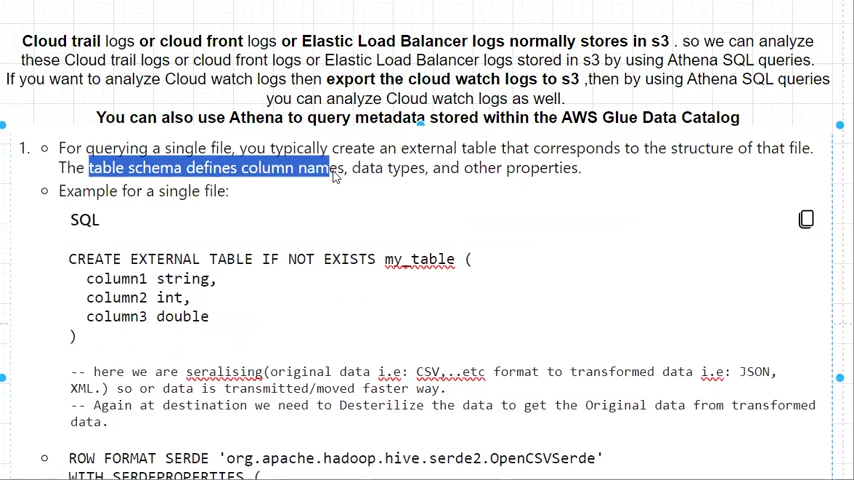 Cloud trail logs or cloud front logs or Elastic Load Balancer logs normally stores in s3 . so we can analyze
these Cloud trail logs or cloud front logs or Elastic Load Balancer logs stored in s3 by using Athena SQL queries.
If you want to analyze Cloud watch logs then export the cloud watch logs to s3 ,then by using Athena SQL queries
you can analyze Cloud watch logs as well.
You can also use Athena to query metadata stored within the AWS Glue Data Catalog
1. o For querying a single file, you typically create an external table that corresponds to the structure of that file.
The table schema defines column names, data types, and other properties.
o Example for a single file:
SQL
CREATE EXTERNAL TABLE IF NOT EXISTS my_table (
column1 string,
column2 int,
column3 double
)
-- here we are seralising(original data i.e: CSV,..etc format to transformed data i.e: JSON,
XML.) so or data is transmitted/moved faster way.
-- Again at destination we need to Desterilize the data to get the Original data from transformed
data.
o ROW FORMAT SERDE 'org.apache.hadoop.hive.serde2.OpenCSVSerde'
WITH SERDEPROPERTIES (